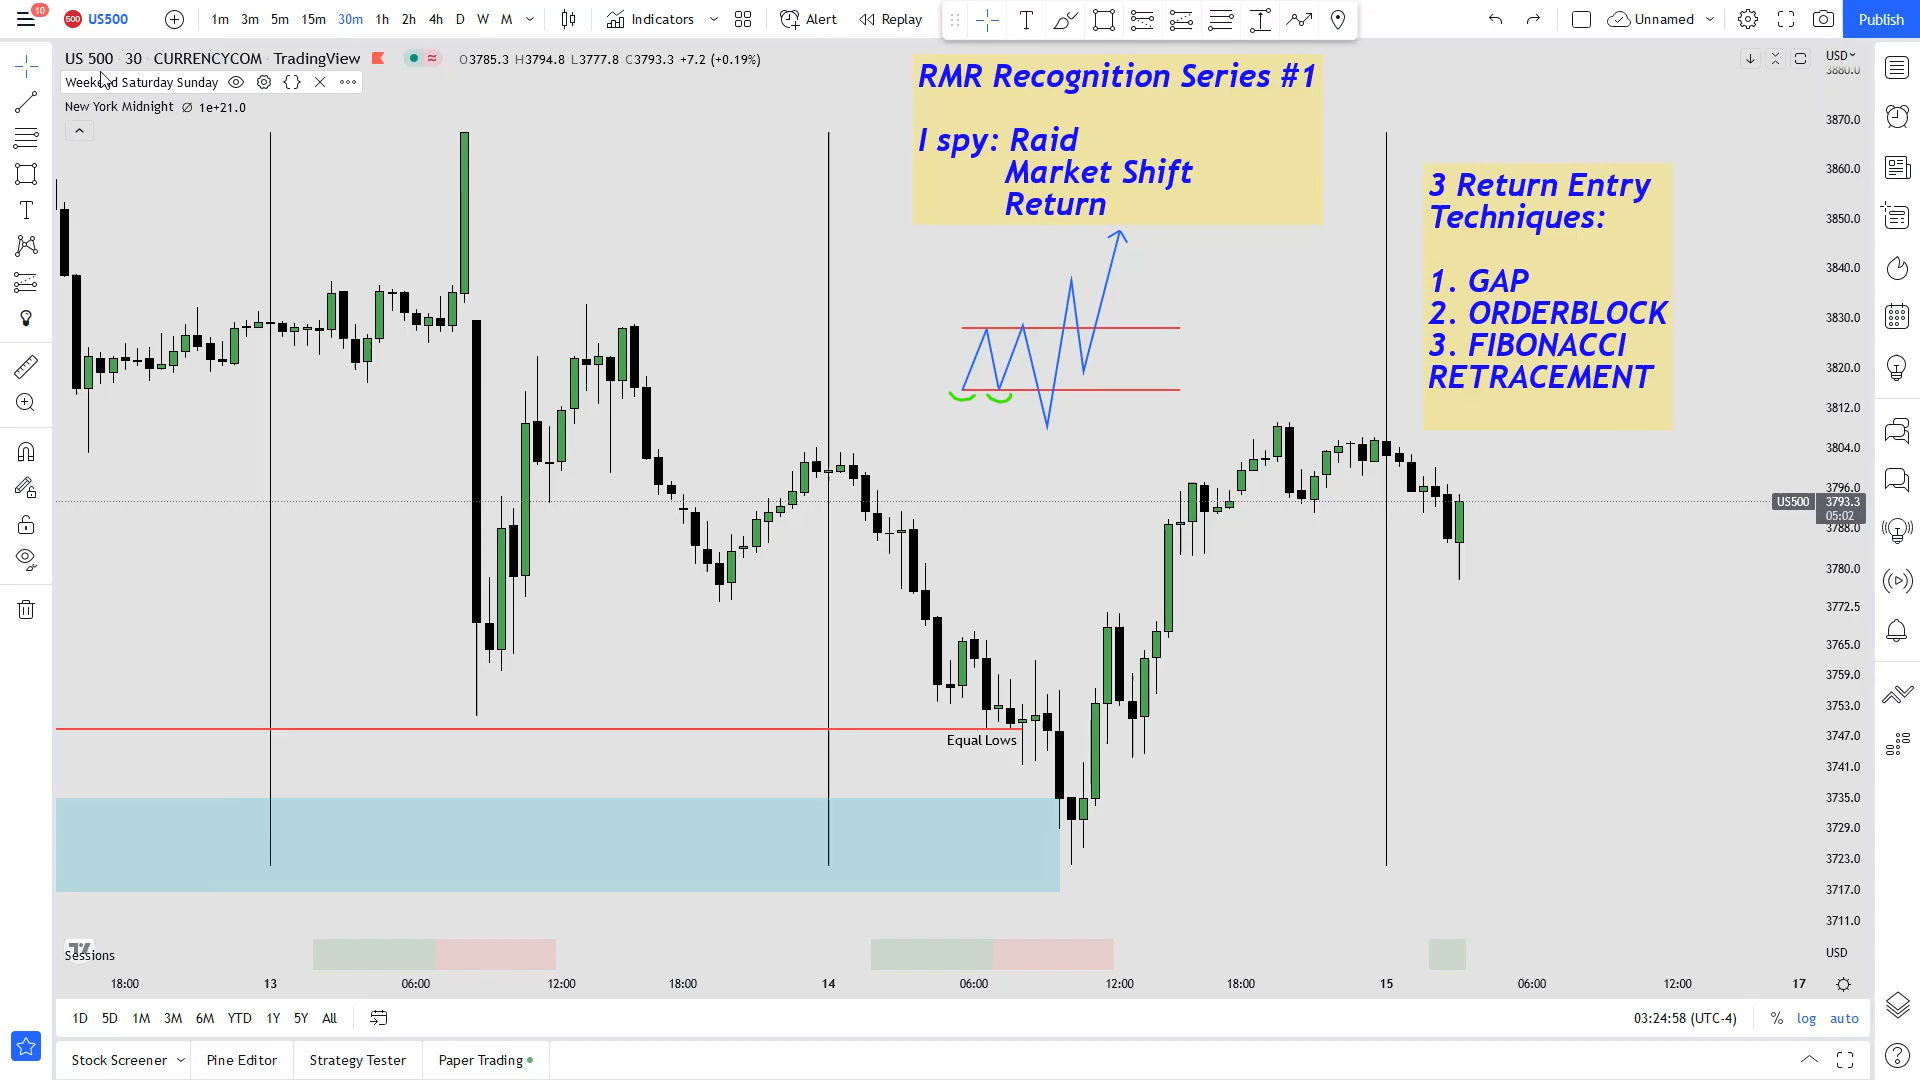 10
500
US500
1m
3m
5m
15m
30m
1h
2h
4h
D
W
M
Indicators
Alert
Replay
Unnamed
Publish
US 500 · 30 · CURRENCYCOM · TradingView
O3785.3 H3794.8 L3777.8 C3793.3 +7.2 (+0.19%)
Weekend Saturday Sunday
New York Midnight Ø 1e+21.0
RMR Recognition Series #1
I spy: Raid
Market Shift
Return
3 Return Entry
Techniques:
1. GAP
2. ORDERBLOCK
3. FIBONACCI
RETRACEMENT
Equal Lows
USD
3880.0
3870.0
3860.0
3850.0
3840.0
3830.0
3820.0
3812.0
3804.0
3796.0
US500
3793.3
05:02
3788.0
3780.0
3772.5
3765.0
3759.0
3753.0
3747.0
3741.0
3735.0
3729.0
3723.0
3717.0
3711.0
USD
Sessions
18:00
13
06:00
12:00
18:00
14
06:00
12:00
18:00
15
06:00
12:00
17
1D
5D
1M
3M
6M
YTD
1Y
5Y
All
03:24:58 (UTC-4)
%
log
auto
Stock Screener
Pine Editor
Strategy Tester
Paper Trading